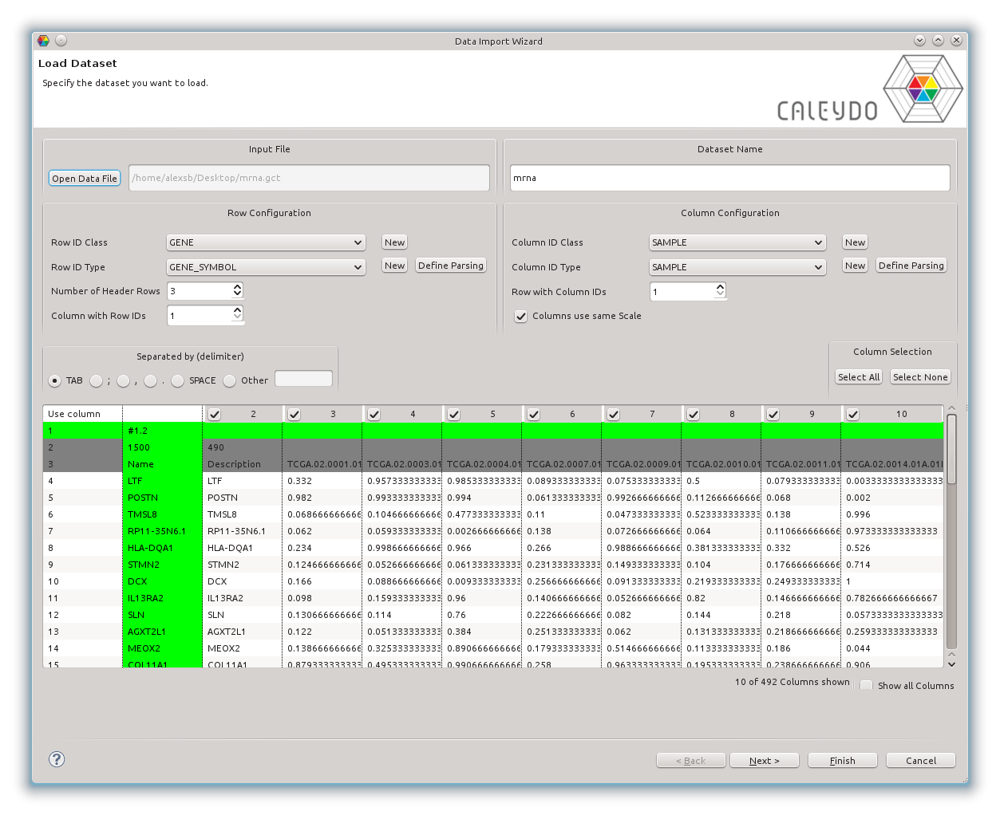 Data Import Wizard
Load Dataset
Specify the dataset you want to load.
CALEYDO
Input File
Open Data File /home/alexsb/Desktop/mrna.gct
Dataset Name
mrna
Row Configuration
Row ID Class GENE New
Row ID Type GENE_SYMBOL New Define Parsing
Number of Header Rows 3
Column with Row IDs 1
Column Configuration
Column ID Class SAMPLE New
Column ID Type SAMPLE New Define Parsing
Row with Column IDs 1
Columns use same Scale
Separated by (delimiter)
TAB ; , . SPACE Other
Column Selection
Select All Select None
Use column 2 3 4 5 6 7 8 9 10
1 #1.2
2 1500 490
3 Name Description TCGA.02.0001.01 TCGA.02.0003.01 TCGA.02.0004.01 TCGA.02.0007.01 TCGA.02.0009.01 TCGA.02.0010.01 TCGA.02.0011.01 TCGA.02.0014.01A.01
4 LTF LTF 0.332 0.957333333333 0.985333333333 0.089333333333 0.075333333333 0.5 0.079333333333 0.00333333333333333
5 POSTN POSTN 0.982 0.993333333333 0.994 0.061333333333 0.992666666666 0.112666666666 0.068 0.002
6 TMSL8 TMSL8 0.068666666666 0.104666666666 0.477333333333 0.11 0.047333333333 0.523333333333 0.138 0.996
7 RP11-35N6.1 RP11-35N6.1 0.062 0.059333333333 0.002666666666 0.138 0.072666666666 0.064 0.110666666666 0.973333333333333
8 HLA-DQA1 HLA-DQA1 0.234 0.998666666666 0.966 0.266 0.988666666666 0.381333333333 0.332 0.526
9 STMN2 STMN2 0.124666666666 0.052666666666 0.061333333333 0.231333333333 0.149333333333 0.104 0.176666666666 0.714
10 DCX DCX 0.166 0.088666666666 0.009333333333 0.256666666666 0.091333333333 0.219333333333 0.249333333333 1
11 IL13RA2 IL13RA2 0.098 0.159333333333 0.96 0.140666666666 0.052666666666 0.82 0.146666666666 0.782666666666667
12 SLN SLN 0.130666666666 0.114 0.76 0.222666666666 0.082 0.144 0.218 0.0573333333333333
13 AGXT2L1 AGXT2L1 0.122 0.051333333333 0.384 0.251333333333 0.062 0.131333333333 0.218666666666 0.259333333333333
14 MEOX2 MEOX2 0.138666666666 0.325333333333 0.890666666666 0.179333333333 0.514666666666 0.113333333333 0.186 0.044
15 COL11A1 COL11A1 0.879333333333 0.495333333333 0.990666666666 0.258 0.963333333333 0.195333333333 0.238666666666 0.906
10 of 492 Columns shown Show all Columns
? < Back Next > Finish Cancel